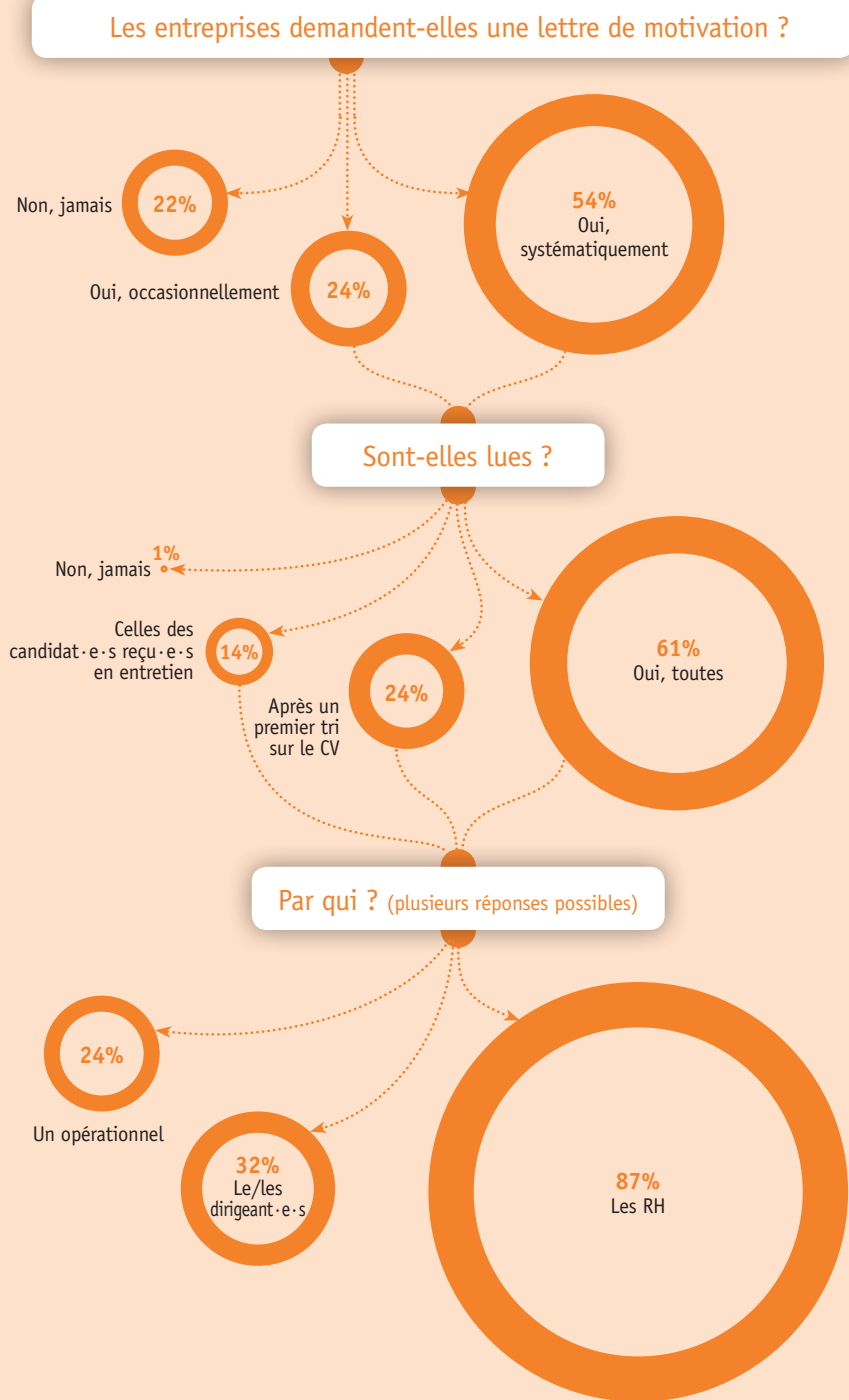 Les entreprises demandent-elles une lettre de motivation ?
Non, jamais
22%
54%
Oui,
systématiquement
Oui, occasionnellement
24%
Sont-elles lues ?
Non, jamais
1%
Celles des
candidat·e·s reçu·e·s
en entretien
14%
Après un
premier tri
sur le CV
24%
61%
Oui, toutes
Par qui ? (plusieurs réponses possibles)
24%
Un opérationnel
32%
Le/les
dirigeant·e·s
87%
Les RH